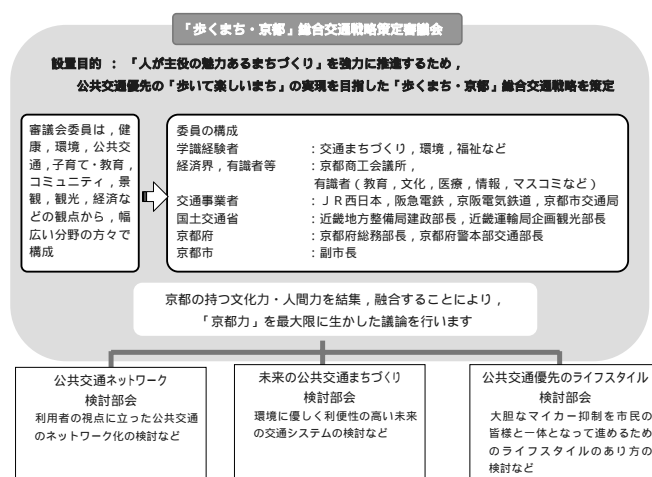 「歩くまち・京都」総合交通戦略策定審議会
設置目的 : 「人が主役の魅力あるまちづくり」を強力に推進するため,
公共交通優先の「歩いて楽しいまち」の実現を目指した「歩くまち・京都」総合交通戦略を策定
審議会委員は,健
康,環境,公共交
通,子育て・教育,
コミュニティ,景
観,観光,経済な
どの観点から,幅
広い分野の方々で
構成
委員の構成
学識経験者 :交通まちづくり,環境,福祉など
経済界,有識者等 :京都商工会議所,
有識者(教育,文化,医療,情報,マスコミなど)
交通事業者 :JR西日本,阪急電鉄,京阪電気鉄道,京都市交通局
国土交通省 :近畿地方整備局建政部長,近畿運輸局企画観光部長
京都府 :京都府総務部長,京都府警本部交通部長
京都市 :副市長
京都の持つ文化力・人間力を結集,融合することにより,
「京都力」を最大限に生かした議論を行います
公共交通ネットワーク
検討部会
利用者の視点に立った公共交通
のネットワーク化の検討など
未来の公共交通まちづくり
検討部会
環境に優しく利便性の高い未来
の交通システムの検討など
公共交通優先のライフスタイル
検討部会
大胆なマイカー抑制を市民の
皆様と一体となって進めるため
のライフスタイルのあり方の
検討など